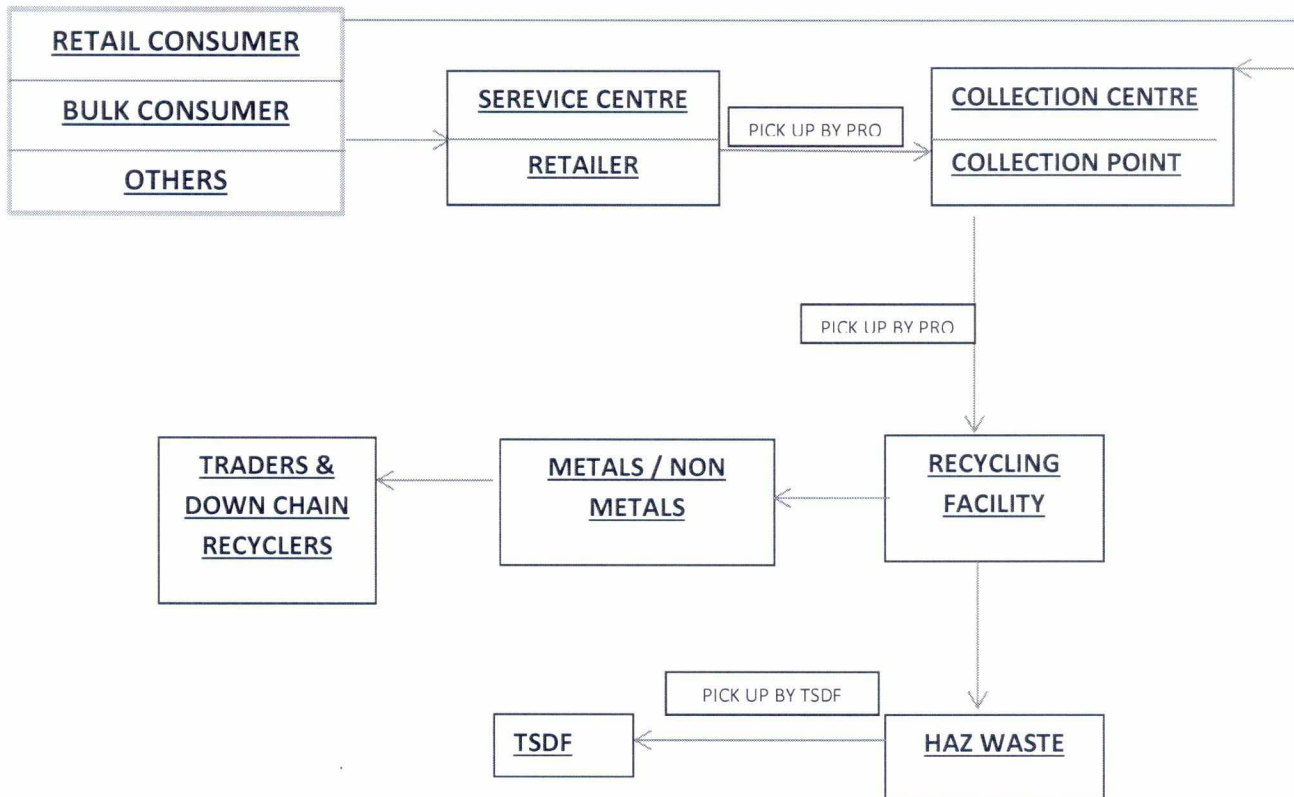 RETAIL CONSUMER
BULK CONSUMER
OTHERS
SEREVICE CENTRE
RETAILER
PICK UP BY PRO
COLLECTION CENTRE
COLLECTION POINT
PICK UP BY PRO
TRADERS &
DOWN CHAIN
RECYCLERS
METALS / NON
METALS
RECYCLING
FACILITY
PICK UP BY TSDF
TSDF
HAZ WASTE